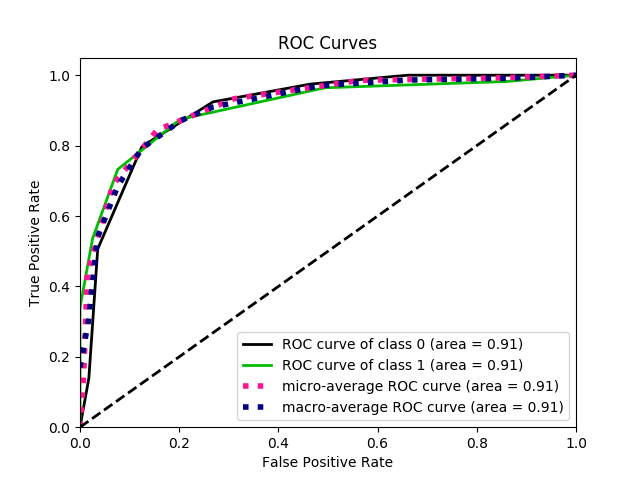 ROC Curves
True Positive Rate
1.0
0.8
0.6
0.4
0.2
0.0
ROC curve of class 0 (area = 0.91)
ROC curve of class 1 (area = 0.91)
micro-average ROC curve (area = 0.91)
macro-average ROC curve (area = 0.91)
0.0 0.2 0.4 0.6 0.8 1.0
False Positive Rate